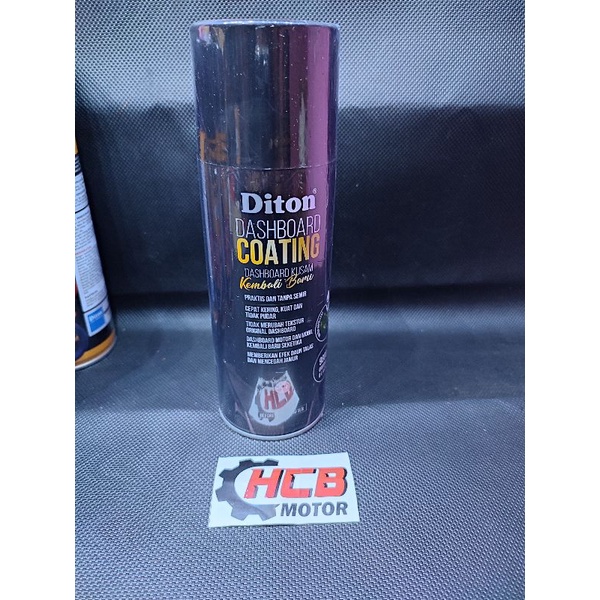 Diton®
DASHBOARD
COATING
DASHBOARD KUSAM
Kembali Baru
PRAKTIS DAN TANPA SEMIR
CEPAT KERING, KUAT DAN
TIDAK PUDAR
TIDAK MERUBAH TEKSTUR
ORIGINAL DASHBOARD
DASHBOARD MOTOR DAN MOBIL
KEMBALI BARU SEKETIKA
MEMBERIKAN EFEK DAUN TALAS
DAN MENCEGAH JAMUR
HCB
HCB
MOTOR